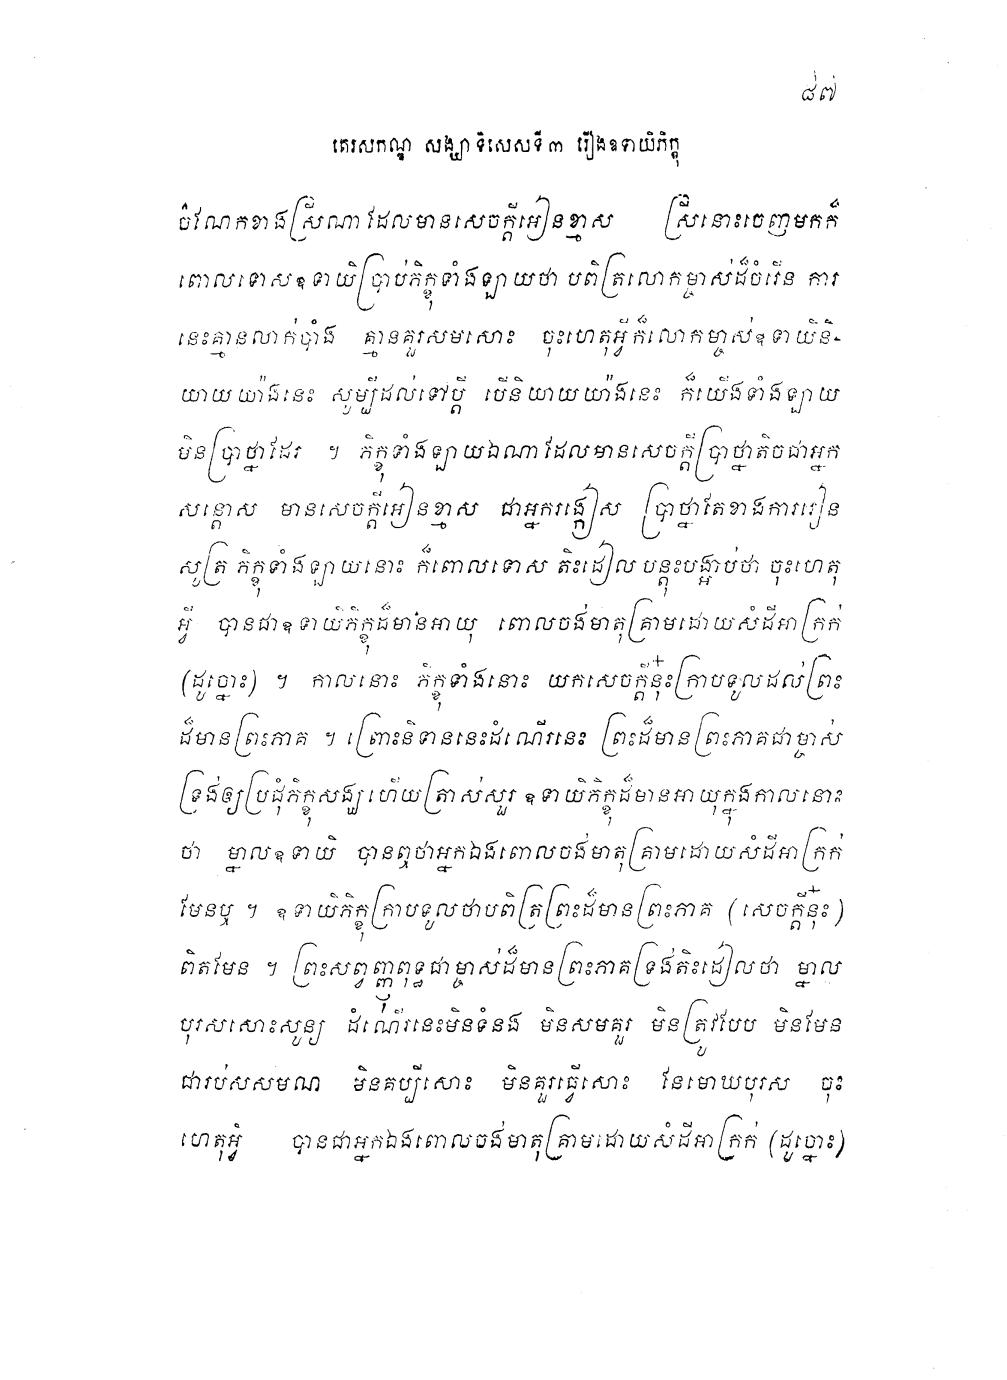 ៨៧
តេរសកណ្ឌ សង្ឃាទិសេសទី៣ រឿងឧទាយិភិក្ខុ
ចំណែកខាងស្រីណាដែលមានសេចក្តីអៀនខ្មាស ស្រីនោះចេញមកក៏
ពោលទោសឧទាយិប្រាប់ភិក្ខុទាំងឡាយថា បពិត្រលោកម្ចាស់ដ៏ចំរើន ការ
នេះគ្មានលាក់បាំង គ្មានគួរសមសោះ ចុះហេតុអ្វីក៏លោកម្ចាស់ឧទាយិនិ-
យាយយ៉ាងនេះ សូម្បីដល់ទៅប្តី បើនិយាយយ៉ាងនេះ ក៏យើងទាំងឡាយ
មិនប្រាថ្នាដែរ ។ ភិក្ខុទាំងឡាយឯណាដែលមានសេចក្តីប្រាថ្នាតិចជាអ្នក
សន្តោស មានសេចក្តីអៀនខ្មាស ជាអ្នករង្កៀស ប្រាថ្នាតែខាងការរៀន
សូត្រ ភិក្ខុទាំងឡាយនោះ ក៏ពោលទោស តិះដៀល បន្តុះបង្អាប់ថា ចុះហេតុ
អ្វី បានជាឧទាយិភិក្ខុដ៏មានអាយុ ពោលចង់មាតុគ្រាមដោយសំដីអាក្រក់
(ដូច្នោះ) ។ កាលនោះ ភិក្ខុទាំងនោះ យកសេចក្តីនុ៎ះក្រាបទូលដល់ព្រះ
ដ៏មានព្រះភាគ ។ ព្រោះនិទាននេះដំណើរនេះ ព្រះដ៏មានព្រះភាគជាម្ចាស់
ទ្រង់ឲ្យប្រជុំភិក្ខុសង្ឃហើយត្រាស់សួរ ឧទាយិភិក្ខុដ៏មានអាយុក្នុងកាលនោះ
ថា ម្នាលឧទាយិ បានឮថាអ្នកឯងពោលចង់មាតុគ្រាមដោយសំដីអាក្រក់
មែនឬ ។ ឧទាយិភិក្ខុក្រាបទូលថាបពិត្រព្រះដ៏មានព្រះភាគ (សេចក្តីនុ៎ះ)
ពិតមែន ។ ព្រះសព្វញ្ញុពុទ្ធជាម្ចាស់ដ៏មានព្រះភាគទ្រង់តិះដៀលថា ម្នាល
បុរសសោះសូន្យ ដំណើរនេះមិនទំនង មិនសមគួរ មិនត្រូវបែប មិនមែន
ជារបស់សមណ មិនគប្បីសោះ មិនគួរធ្វើសោះ នែមោឃបុរស ចុះ
ហេតុអ្វី បានជាអ្នកឯងពោលចង់មាតុគ្រាមដោយសំដីអាក្រក់ (ដូច្នោះ)